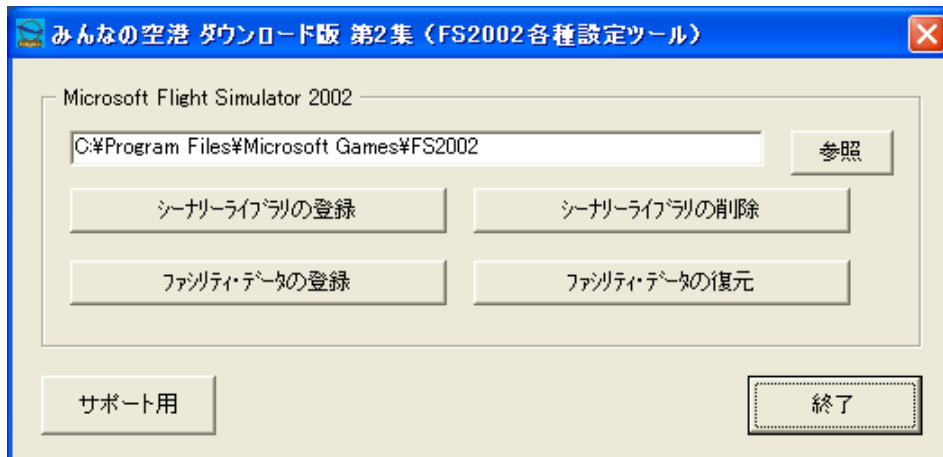 みんなの空港 ダウンロード版 第2集（FS2002各種設定ツール）
Microsoft Flight Simulator 2002
C:¥Program Files¥Microsoft Games¥FS2002
参照
ｼｰﾅﾘｰﾗｲﾌﾞﾗﾘの登録
ｼｰﾅﾘｰﾗｲﾌﾞﾗﾘの削除
ﾌｧｼﾘﾃｨ・ﾃﾞｰﾀの登録
ﾌｧｼﾘﾃｨ・ﾃﾞｰﾀの復元
サポート用
終了